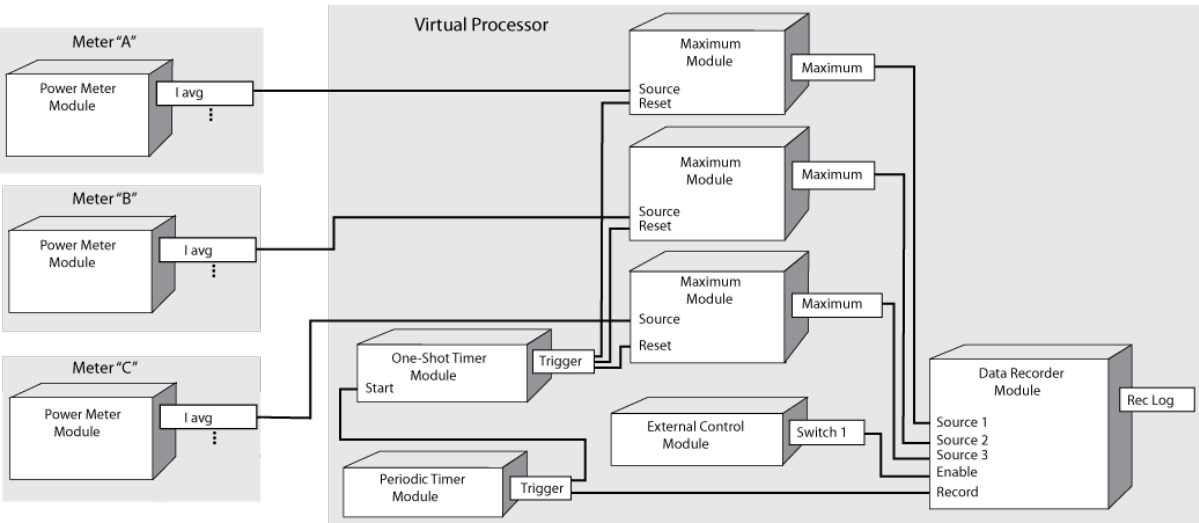 Virtual Processor
Meter "A"
Power Meter
Module
I avg
Maximum
Module
Source
Reset
Maximum
Meter "B"
Power Meter
Module
I avg
Maximum
Module
Source
Reset
Maximum
Maximum
Module
Source
Reset
Maximum
Meter "C"
Power Meter
Module
I avg
One-Shot Timer
Module
Start
Trigger
Periodic Timer
Module
Trigger
External Control
Module
Switch 1
Data Recorder
Module
Source 1
Source 2
Source 3
Enable
Record
Rec Log